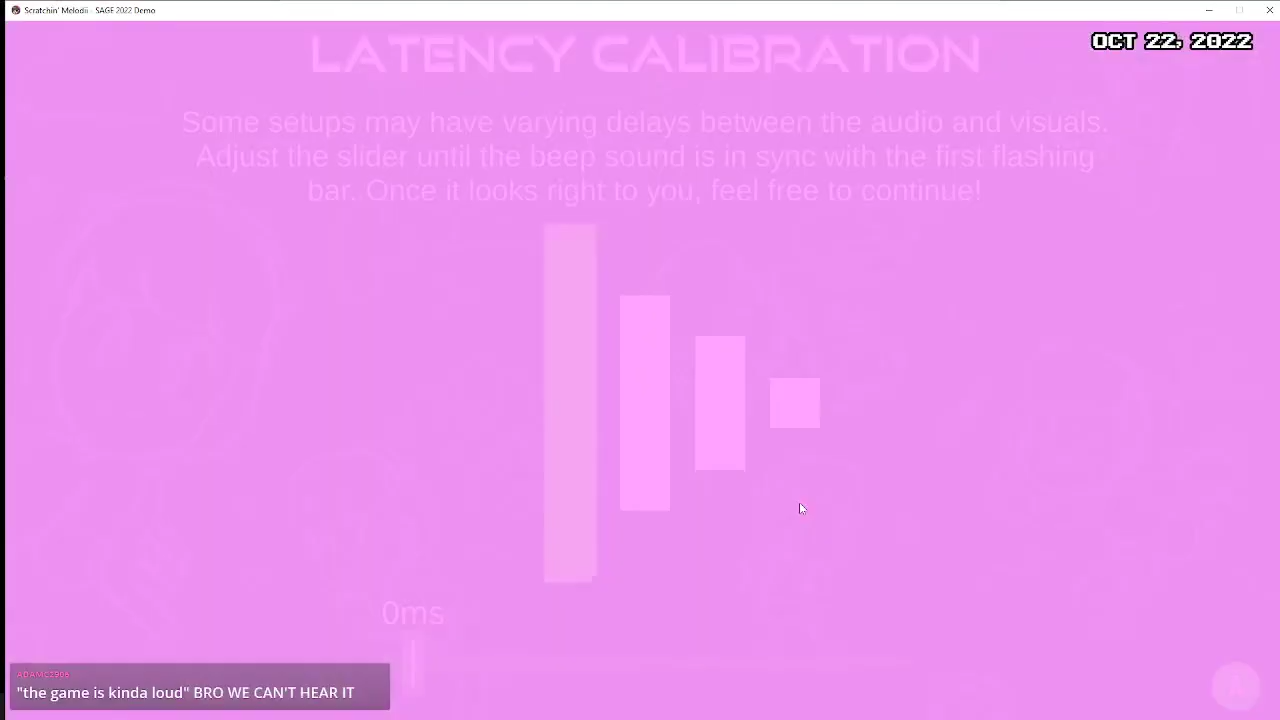 Scratchin' Melodii - SAGE 2022 Demo
OCT 22, 2022
LATENCY CALIBRATION
Some setups may have varying delays between the audio and visuals.
Adjust the slider until the beep sound is in sync with the first flashing
bar. Once it looks right to you, feel free to continue!
0ms
ADAMC1906
"the game is kinda loud" BRO WE CAN'T HEAR IT